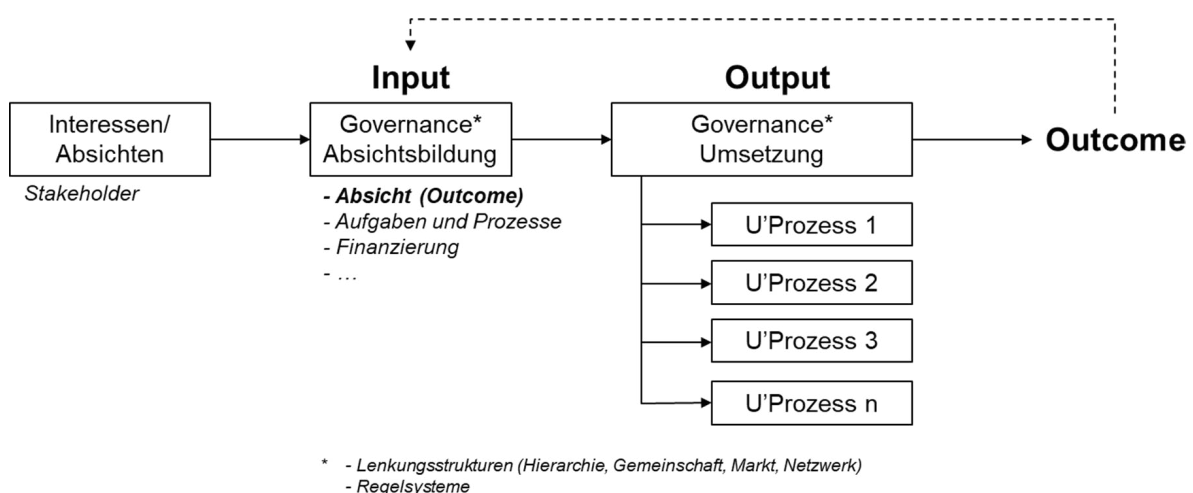 Input
Output
Interessen/
Absichten
Stakeholder
Governance*
Absichtsbildung
- Absicht (Outcome)
- Aufgaben und Prozesse
- Finanzierung
- …
Governance*
Umsetzung
U'Prozess 1
U'Prozess 2
U'Prozess 3
U'Prozess n
Outcome
* - Lenkungsstrukturen (Hierarchie, Gemeinschaft, Markt, Netzwerk)
- Regelsysteme